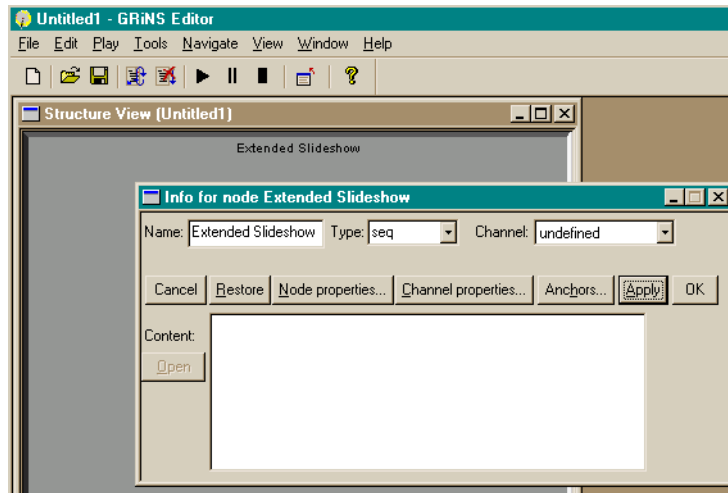 Untitled1 - GRiNS Editor
File Edit Play Tools Navigate View Window Help
Structure View (Untitled1)
Extended Slideshow
Info for node Extended Slideshow
Name: Extended Slideshow Type: seq Channel: undefined
Cancel Restore Node properties... Channel properties... Anchors... Apply OK
Content:
Open